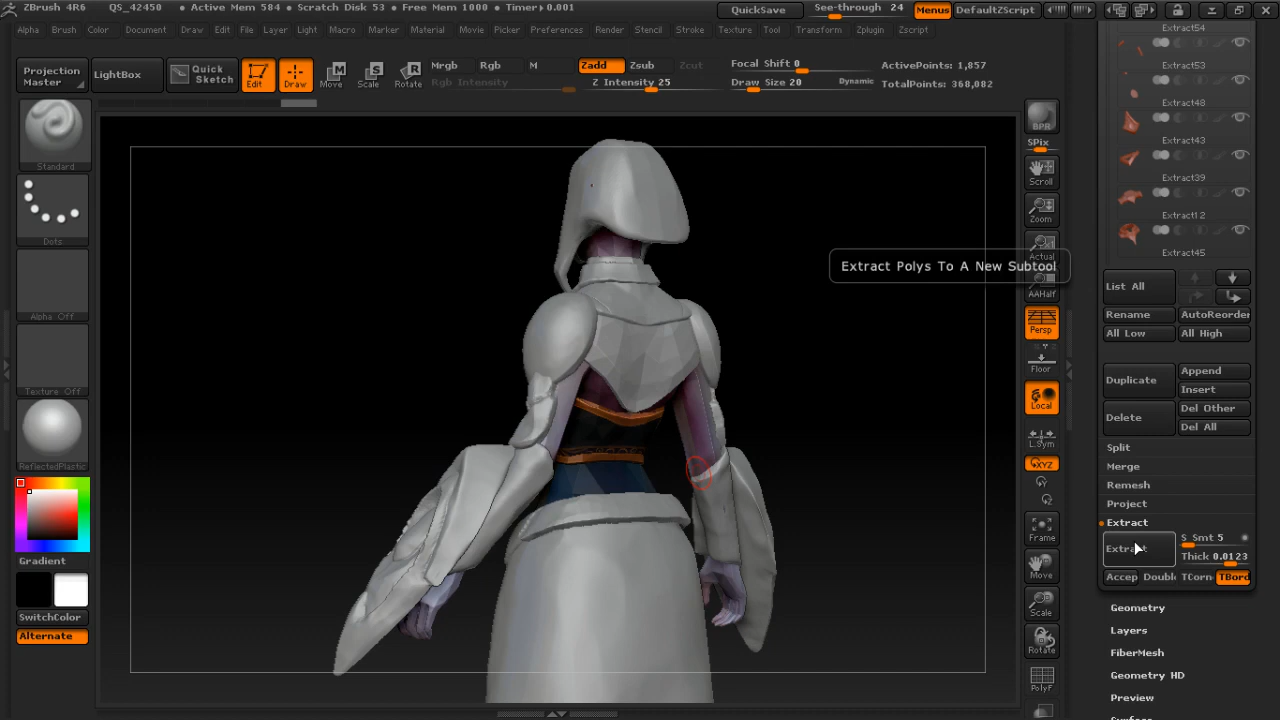 ZBrush 4R6 QS_42450 • Active Mem 584 • Scratch Disk 53 • Free Mem 1000 • Timer▸0.001 QuickSave See-through 24 Menus DefaultZScript
Alpha Brush Color Document Draw Edit File Layer Light Macro Marker Material Movie Picker Preferences Render Stencil Stroke Texture Tool Transform Zplugin Zscript
Projection Master
LightBox
Quick Sketch
Edit
Draw
Move
Scale
Rotate
Mrgb Rgb M
Rgb Intensity
Zadd Zsub Zcut
Z Intensity 25
Focal Shift 0
Draw Size 20 Dynamic
ActivePoints: 1,857
TotalPoints: 368,082
Standard
Dots
Alpha Off
Texture Off
ReflectedPlastic
Gradient
SwitchColor
Alternate
Extract Polys To A New Subtool
BPR
SPix
Scroll
Zoom
Actual
AAHalf
Persp
Floor
Local
L.Sym
XYZ
Y
Z
Frame
Move
Scale
Rotate
PolyF
Extract54
Extract53
Extract48
Extract43
Extract39
Extract12
Extract45
List All
Rename AutoReorder
All Low All High
Duplicate
Append
Insert
Delete
Del Other
Del All
Split
Merge
Remesh
Project
Extract
Extract
S Smt 5
Thick 0.0123
Accep Double TCorn TBord
Geometry
Layers
FiberMesh
Geometry HD
Preview